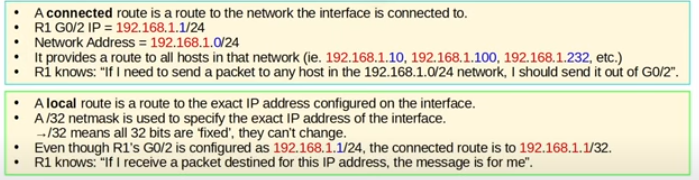 • A connected route is a route to the network the interface is connected to.
• R1 G0/2 IP = 192.168.1.1/24
• Network Address = 192.168.1.0/24
• It provides a route to all hosts in that network (ie. 192.168.1.10, 192.168.1.100, 192.168.1.232, etc.)
• R1 knows: “If I need to send a packet to any host in the 192.168.1.0/24 network, I should send it out of G0/2”.
• A local route is a route to the exact IP address configured on the interface.
• A /32 netmask is used to specify the exact IP address of the interface.
→/32 means all 32 bits are ‘fixed’, they can’t change.
• Even though R1’s G0/2 is configured as 192.168.1.1/24, the connected route is to 192.168.1.1/32.
• R1 knows: “If I receive a packet destined for this IP address, the message is for me”.